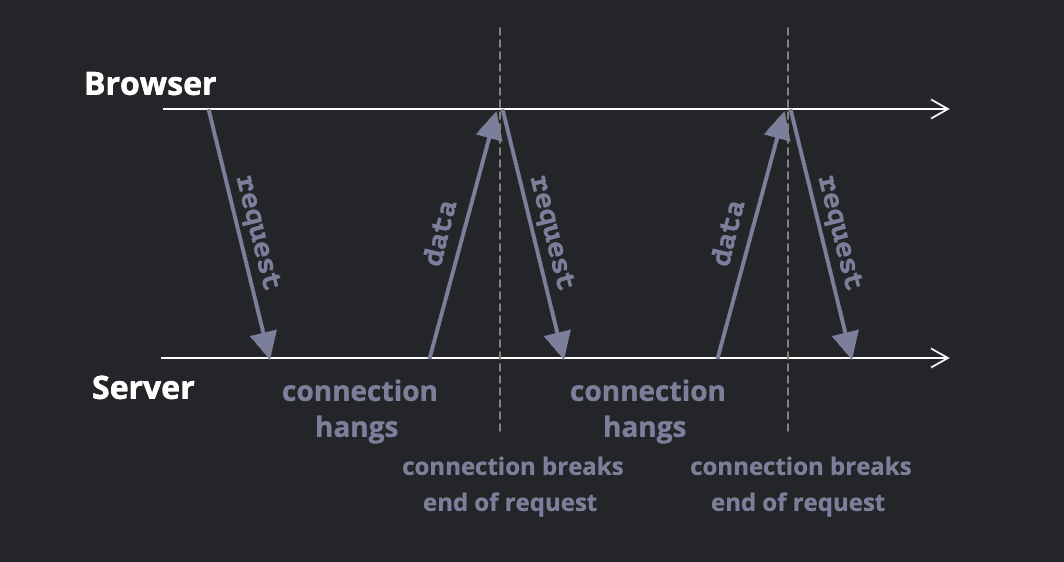 Browser
request
data
request
data
request
Server
connection
hangs
connection
hangs
connection breaks
end of request
connection breaks
end of request